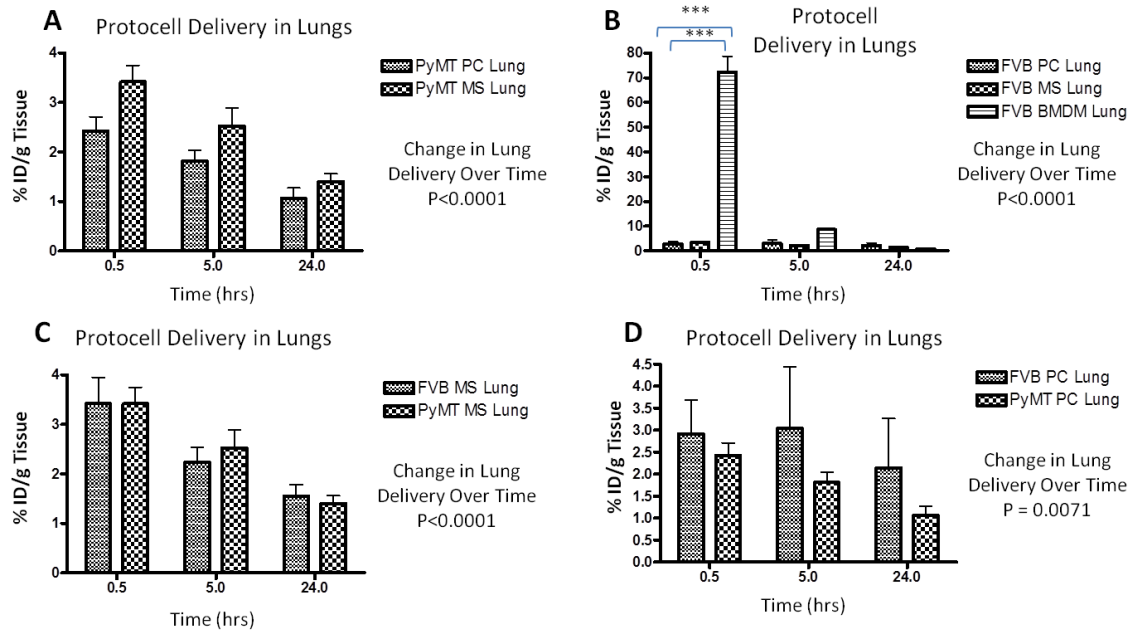 A
Protocell Delivery in Lungs
4
3
2
1
0
% ID/g Tissue
0.5
5.0
24.0
Time (hrs)
PyMT PC Lung
PyMT MS Lung
Change in Lung
Delivery Over Time
P<0.0001
B
Protocell
Delivery in Lungs
***
***
80
70
60
50
40
30
20
10
0
% ID/g Tissue
0.5
5.0
24.0
Time (hrs)
FVB PC Lung
FVB MS Lung
FVB BMDM Lung
Change in Lung
Delivery Over Time
P<0.0001
C
Protocell Delivery in Lungs
4
3
2
1
0
% ID/g Tissue
0.5
5.0
24.0
Time (hrs)
FVB MS Lung
PyMT MS Lung
Change in Lung
Delivery Over Time
P<0.0001
D
Protocell Delivery in Lungs
4.5
4.0
3.5
3.0
2.5
2.0
1.5
1.0
0.5
0.0
% ID/g Tissue
0.5
5.0
24.0
Time (hrs)
FVB PC Lung
PyMT PC Lung
Change in Lung
Delivery Over Time
P = 0.0071